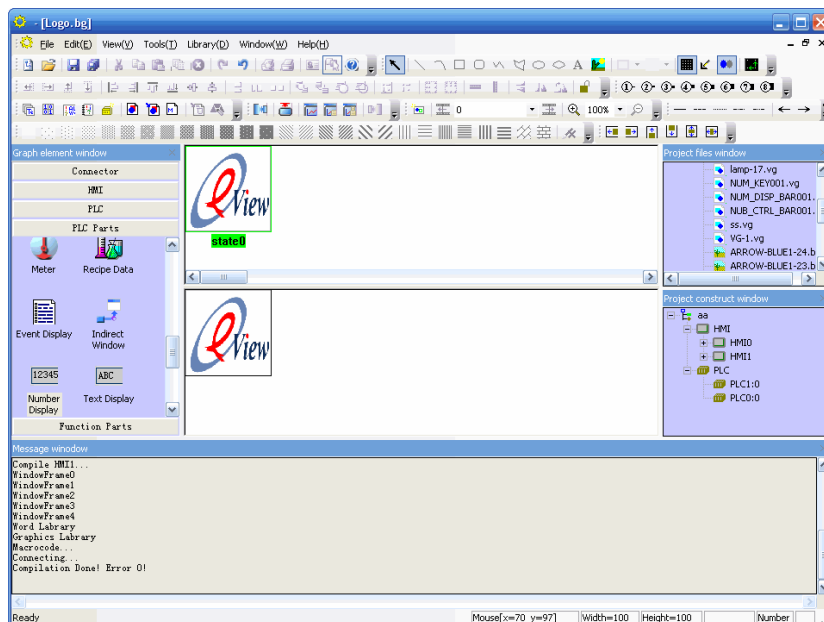 - [Logo.bg]
File Edit(E) View(V) Tools(T) Library(D) Window(W) Help(H)
0 100%
Graph element window
Connector
HMI
PLC
PLC Parts
Meter Recipe Data
Event Display Indirect Window
12345 ABC
Number Display Text Display
Function Parts
QView
state0
QView
Project files window
lamp-17.vg
NUM_KEY001.vg
NUM_DISP_BAR001.
NUB_CTRL_BAR001.
ss.vg
VG-1.vg
ARROW-BLUE1-24.b
ARROW-BLUE1-23.b
Project construct window
aa
HMI
HMI0
HMI1
PLC
PLC1:0
PLC0:0
Message winodow
Compile HMI1...
WindowFrame0
WindowFrame1
WindowFrame2
WindowFrame3
WindowFrame4
Word Library
Graphics Library
Macrocode...
Connecting...
Compilation Done! Error 0!
Ready Mouse[x=70 y=97] Width=100 Height=100 Number